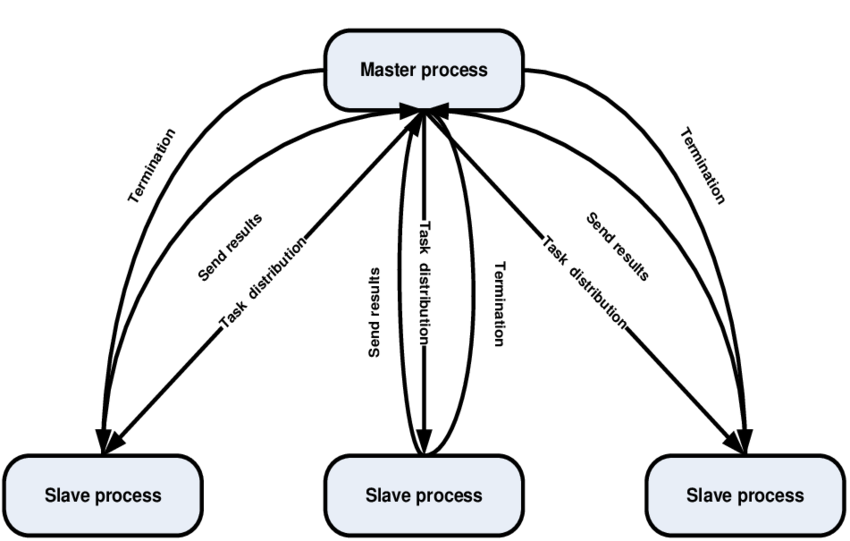 Master process
Termination
Send results
Task distribution
Send results
Task distribution
Termination
Task distribution
Send results
Termination
Slave process
Slave process
Slave process